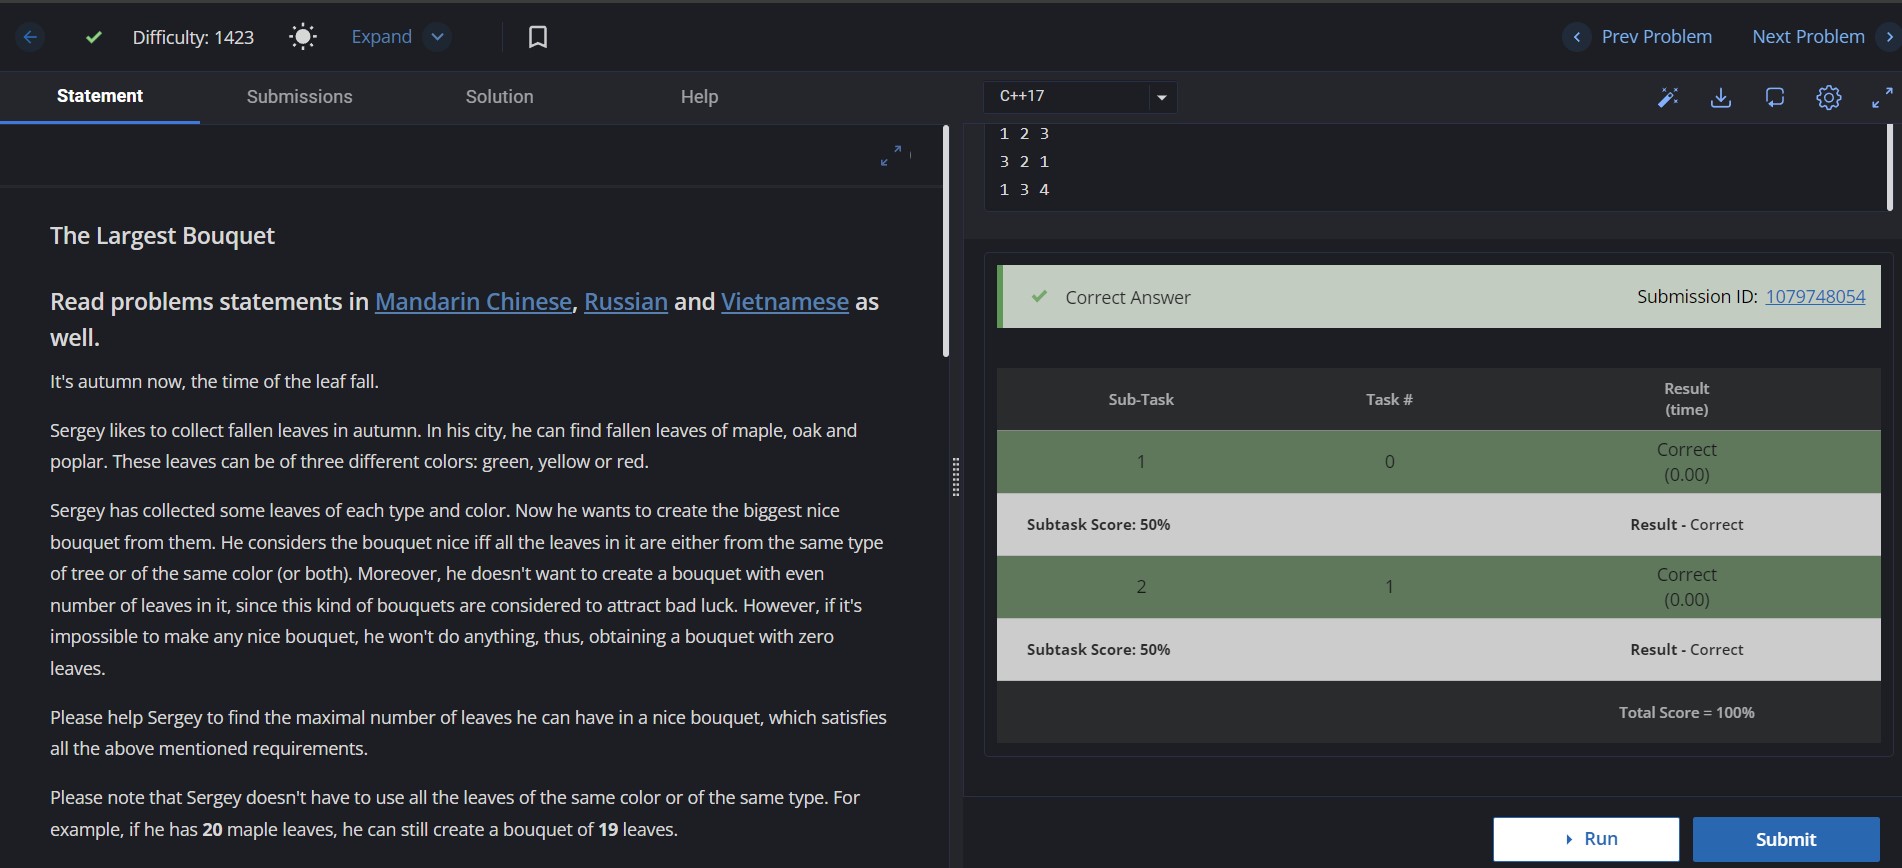 Difficulty: 1423
Expand
Prev Problem
Next Problem
Statement
Submissions
Solution
Help
C++17
The Largest Bouquet
Read problems statements in Mandarin Chinese, Russian and Vietnamese as
well.
It's autumn now, the time of the leaf fall.
Sergey likes to collect fallen leaves in autumn. In his city, he can find fallen leaves of maple, oak and
poplar. These leaves can be of three different colors: green, yellow or red.
Sergey has collected some leaves of each type and color. Now he wants to create the biggest nice
bouquet from them. He considers the bouquet nice iff all the leaves in it are either from the same type
of tree or of the same color (or both). Moreover, he doesn't want to create a bouquet with even
number of leaves in it, since this kind of bouquets are considered to attract bad luck. However, if it's
impossible to make any nice bouquet, he won't do anything, thus, obtaining a bouquet with zero
leaves.
Please help Sergey to find the maximal number of leaves he can have in a nice bouquet, which satisfies
all the above mentioned requirements.
Please note that Sergey doesn't have to use all the leaves of the same color or of the same type. For
example, if he has 20 maple leaves, he can still create a bouquet of 19 leaves.
1 2 3
3 2 1
1 3 4
Correct Answer
Submission ID: 1079748054
Sub-Task
Task #
Result
(time)
1
0
Correct
(0.00)
Subtask Score: 50%
Result - Correct
2
1
Correct
(0.00)
Subtask Score: 50%
Result - Correct
Total Score = 100%
Run
Submit